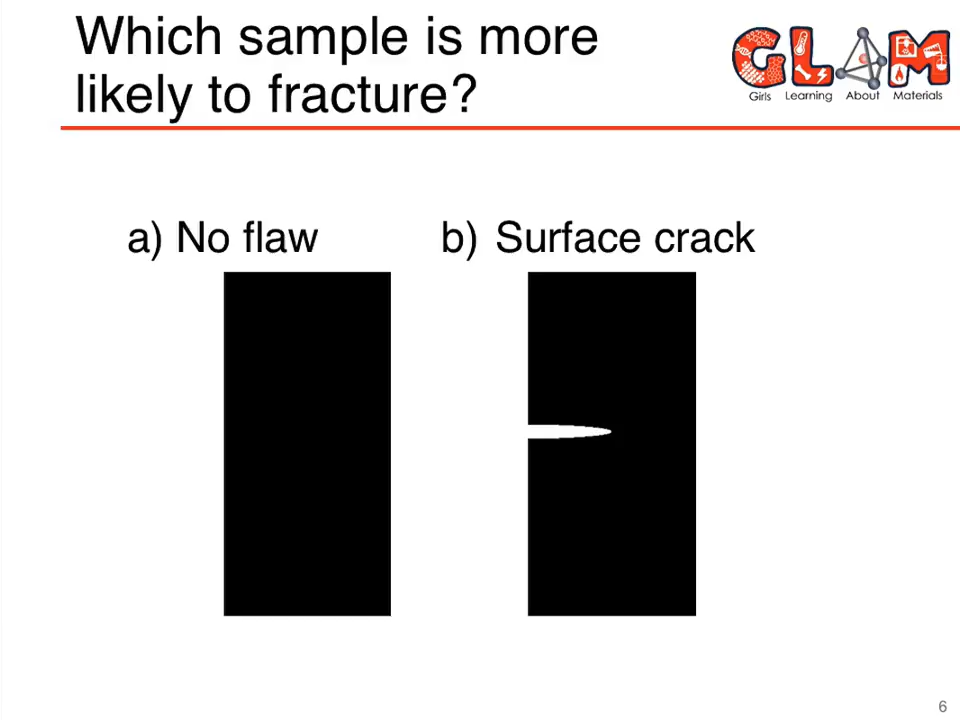 Which sample is more
likely to fracture?
GLAM
Girls Learning About Materials
a) No flaw
b) Surface crack
6